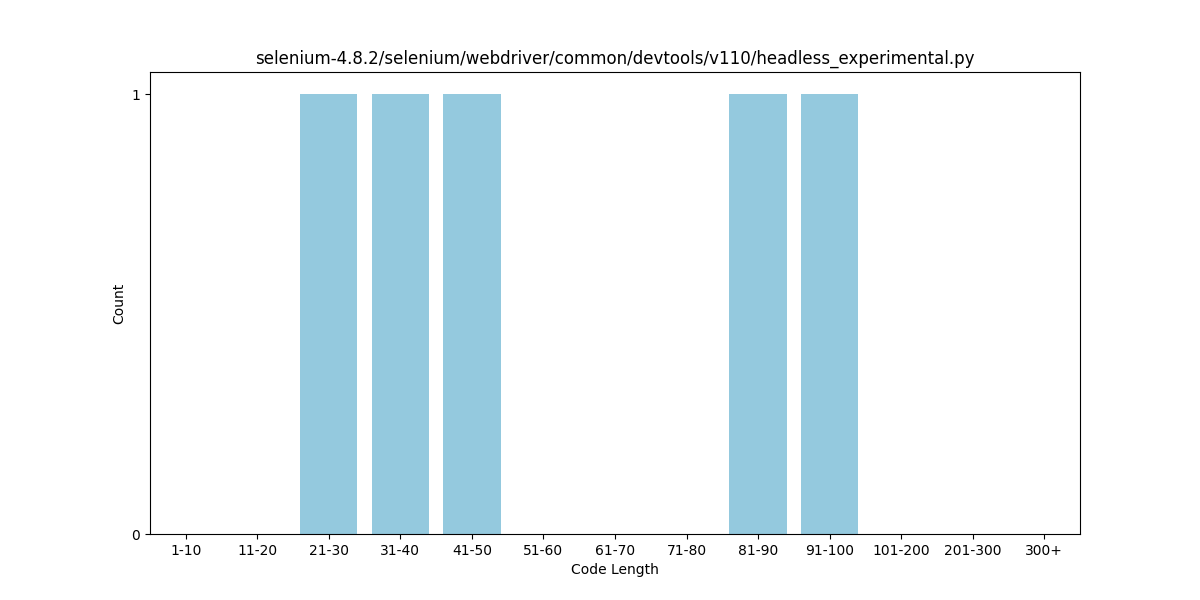 selenium-4.8.2/selenium/webdriver/common/devtools/v110/headless_experimental.py
1
Count
0
1-10 11-20 21-30 31-40 41-50 51-60 61-70 71-80 81-90 91-100 101-200 201-300 300+
Code Length